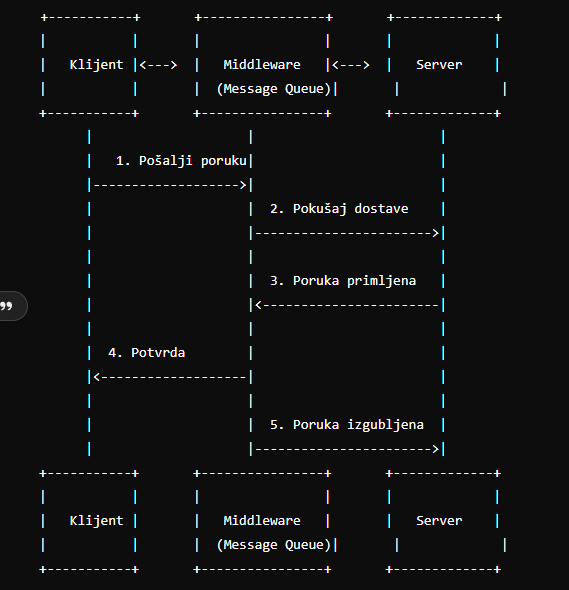 Klijent <---> Middleware <---> Server
(Message Queue)
1. Pošalji poruku
2. Pokušaj dostave
3. Poruka primljena
4. Potvrda
5. Poruka izgubljena
Klijent Middleware Server
(Message Queue)